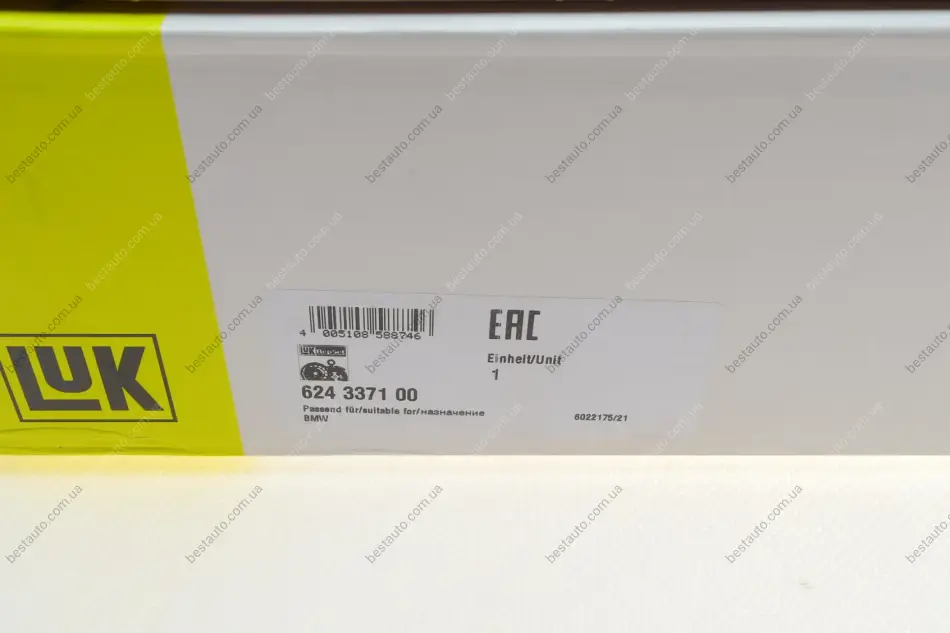 LUK
4 005108 588746
EAC
Einheit/Unit
1
624 3371 00
Passend für/suitable for/назначение
BMW
6022175/21
bestauto.com.ua